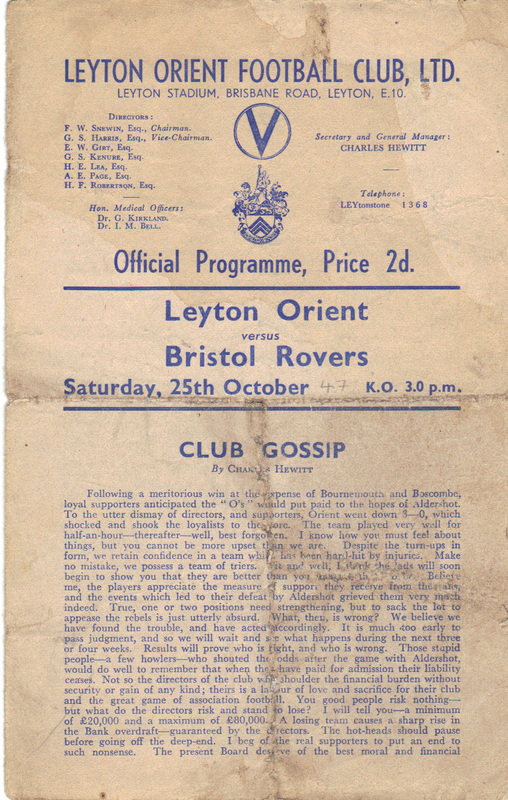 LEYTON ORIENT FOOTBALL CLUB, LTD.
LEYTON STADIUM, BRISBANE ROAD, LEYTON, E.10.
DIRECTORS:
F. W. SNEWIN, Esq., Chairman.
G. S. HARRIS, Esq., Vice-Chairman.
E. W. GIRT, Esq.
G. S. KENURE, Esq.
H. E. LEA, Esq.
A. E. PAGE, Esq.
H. F. ROBERTSON, Esq.
Hon. Medical Officers:
Dr. G. KIRKLAND.
Dr. I. M. BELL.
V
Secretary and General Manager:
CHARLES HEWITT
Telephone:
LEYtonstone 1368
Official Programme, Price 2d.
Leyton Orient
versus
Bristol Rovers
Saturday, 25th October 47 K.O. 3.0 p.m.
CLUB GOSSIP
By CHARLES HEWITT
Following a meritorious win at the expense of Bournemouth and Boscombe,
loyal supporters anticipated the "O's" would put paid to the hopes of Aldershot.
To the utter dismay of directors, and supporters, Orient went down 3—0, which
shocked and shook the loyalists to the core. The team played very well for
half-an-hour—thereafter—well, best forgotten. I know how you must feel about
things, but you cannot be more upset than we are. Despite the turn-ups in
form, we retain confidence in a team which has been hard-hit by injuries. Make
no mistake, we possess a team of triers. and well, I the lads will soon
begin to show you that they are better than you Believe
me, the players appreciate the measure support they receive from
and the events which led to their defeat by Aldershot grieved them very much
indeed. True, one or two positions need strengthening, but to sack the lot to
appease the rebels is just utterly absurd. What, then, is wrong? We believe we
have found the trouble, and have acted accordingly. It is much too early to
pass judgment, and so we will wait and see what happens during the next three
or four weeks. Results will prove who is right, and who is wrong. Those stupid
people—a few howlers—who shouted the odds after the game with Aldershot,
would do well to remember that when they have paid for admission their liability
ceases. Not so the directors of the club who shoulder the financial burden without
security or gain of any kind; theirs is a labour of love and sacrifice for their club
and the great game of association football. You good people risk nothing—
but what do the directors risk and stand to lose? I will tell you—a minimum
of £20,000 and a maximum of £80,000. A losing team causes a sharp rise in
the Bank overdraft—guaranteed by the directors. The hot-heads should pause
before going off the deep-end. I beg of the real supporters to put an end to
such nonsense. The present Board deserve of the best moral and financial